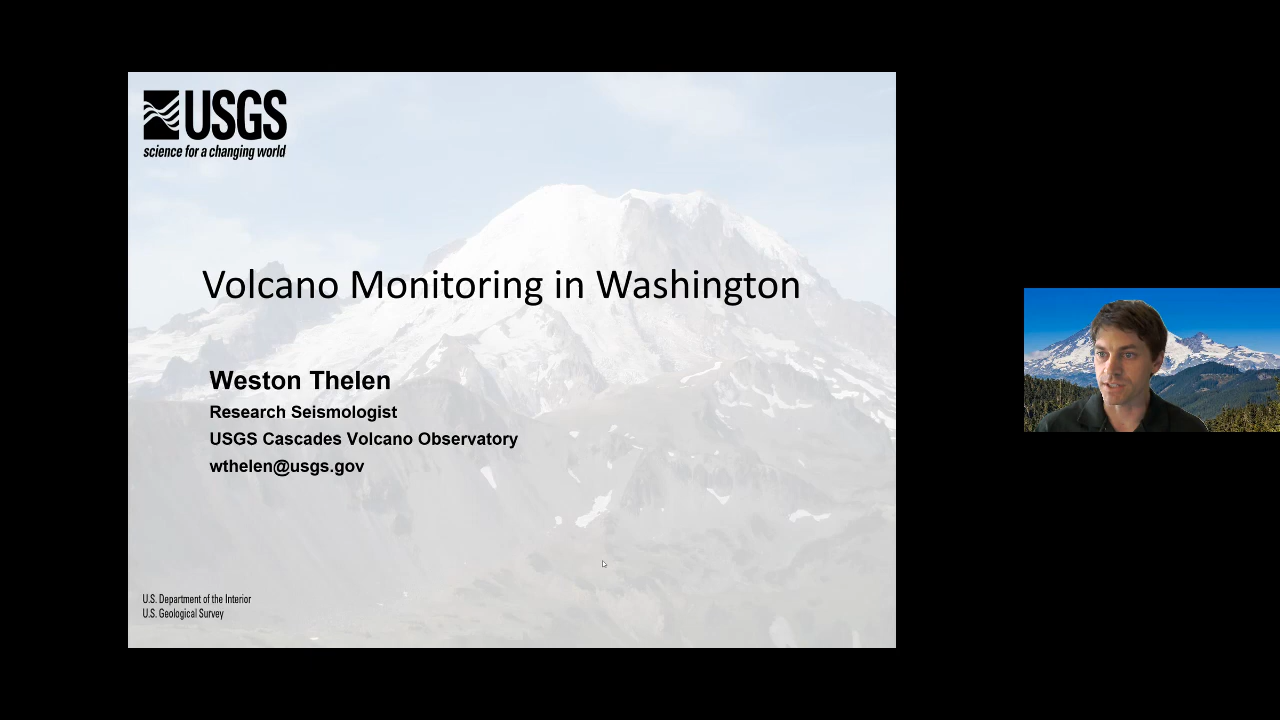 USGS
science for a changing world
Volcano Monitoring in Washington
Weston Thelen
Research Seismologist
USGS Cascades Volcano Observatory
wthelen@usgs.gov
U.S. Department of the Interior
U.S. Geological Survey